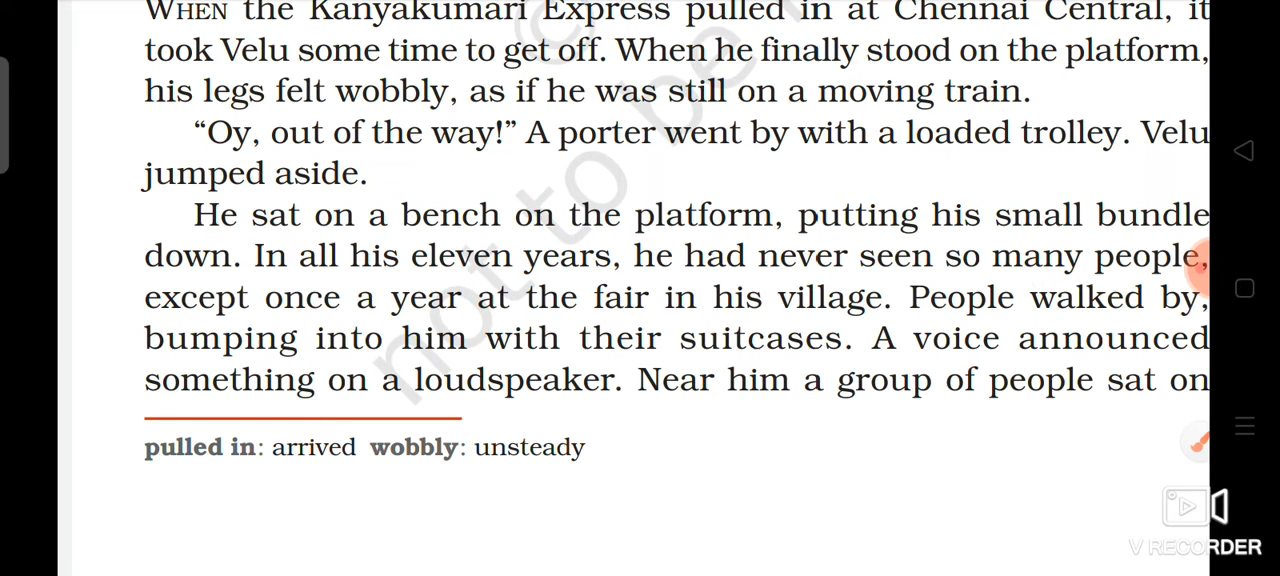 WHEN the Kanyakumari Express pulled in at Chennai Central, it
took Velu some time to get off. When he finally stood on the platform,
his legs felt wobbly, as if he was still on a moving train.
“Oy, out of the way!” A porter went by with a loaded trolley. Velu
jumped aside.
He sat on a bench on the platform, putting his small bundle
down. In all his eleven years, he had never seen so many people,
except once a year at the fair in his village. People walked by,
bumping into him with their suitcases. A voice announced
something on a loudspeaker. Near him a group of people sat on
pulled in: arrived wobbly: unsteady
©
not to be
V RECORDER